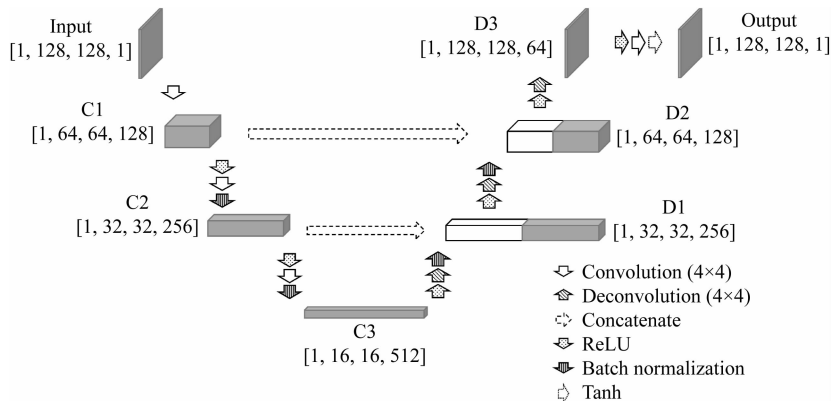 Input
[1, 128, 128, 1]
D3
[1, 128, 128, 64]
Output
[1, 128, 128, 1]
C1
[1, 64, 64, 128]
D2
[1, 64, 64, 128]
C2
[1, 32, 32, 256]
D1
[1, 32, 32, 256]
C3
[1, 16, 16, 512]
Convolution (4×4)
Deconvolution (4×4)
Concatenate
ReLU
Batch normalization
Tanh